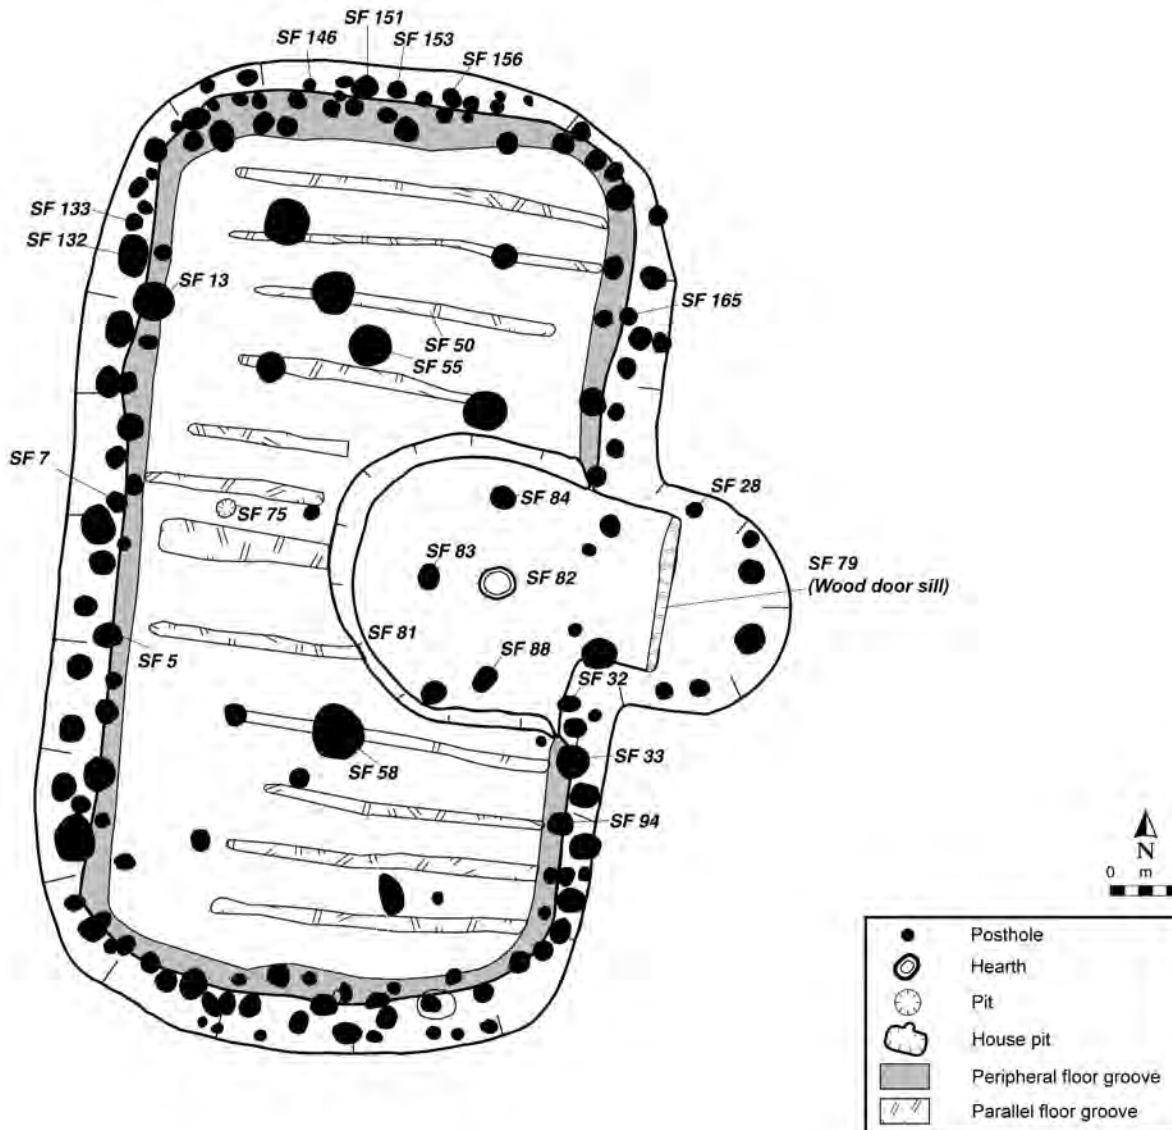 SF 151
SF 146
SF 153
SF 156
SF 133
SF 132
SF 13
SF 165
SF 50
SF 55
SF 7
SF 84
SF 28
SF 75
SF 83
SF 82
SF 79
(Wood door sill)
SF 81
SF 88
SF 5
SF 32
SF 33
SF 58
SF 94
N
0 m
Posthole
Hearth
Pit
House pit
Peripheral floor groove
Parallel floor groove